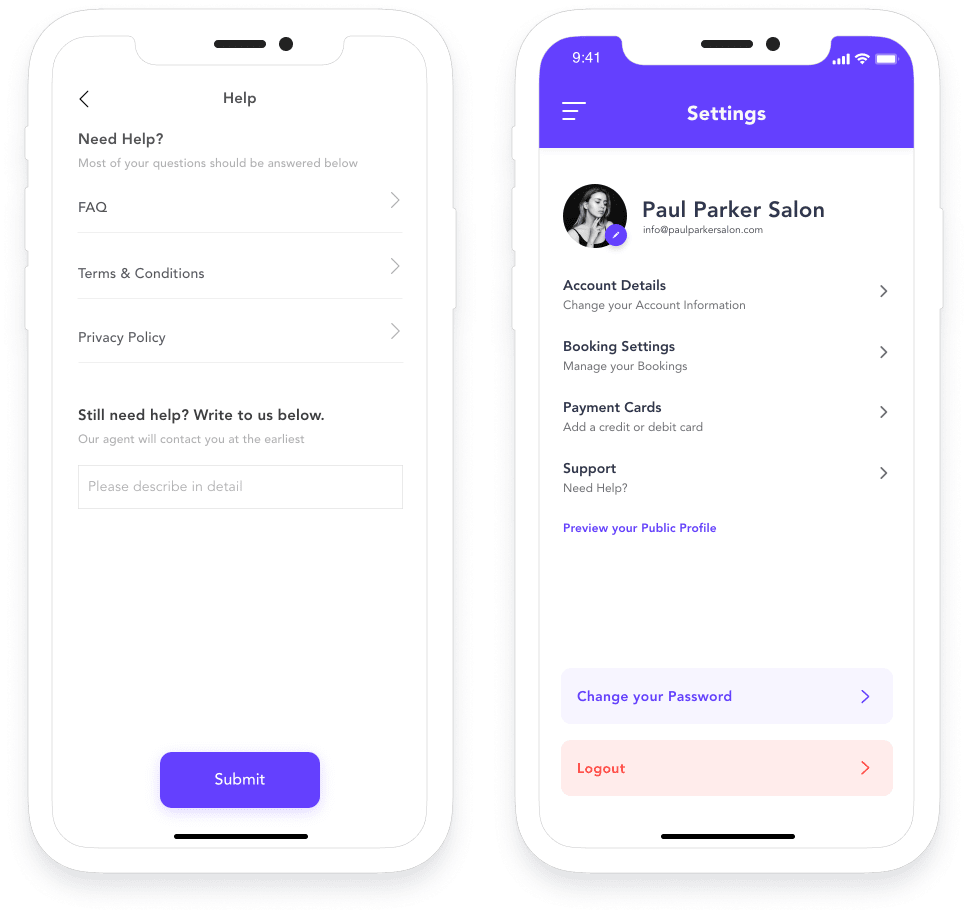 Help
Need Help?
Most of your questions should be answered below
FAQ
Terms & Conditions
Privacy Policy
Still need help? Write to us below.
Our agent will contact you at the earliest
Please describe in detail
Submit
9:41
Settings
Paul Parker Salon
info@paulparkersalon.com
Account Details
Change your Account Information
Booking Settings
Manage your Bookings
Payment Cards
Add a credit or debit card
Support
Need Help?
Preview your Public Profile
Change your Password
Logout